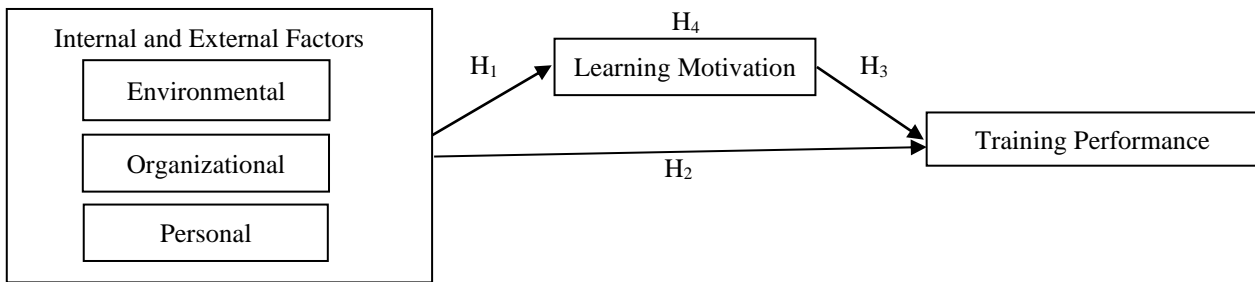 Internal and External Factors
Environmental
Organizational
Personal
H₁
H₄
Learning Motivation
H₃
H₂
Training Performance